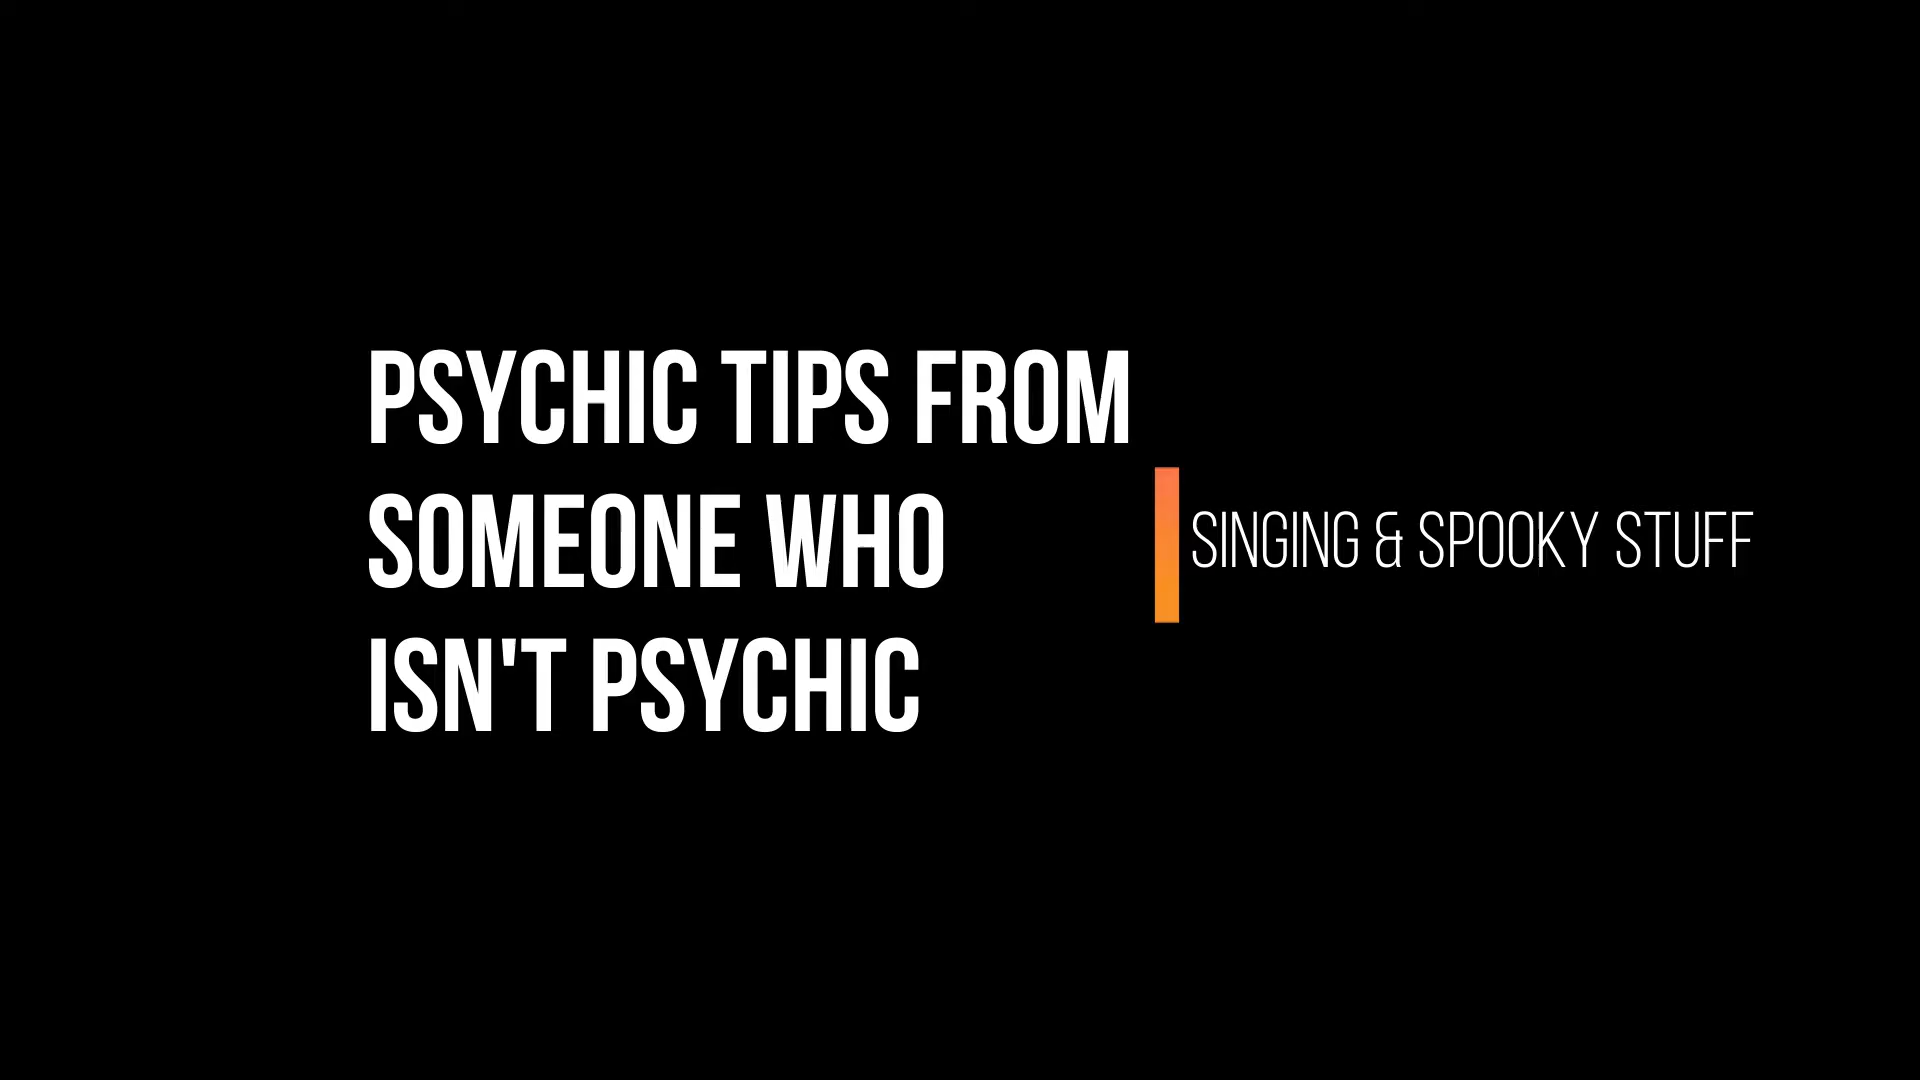 PSYCHIC TIPS FROM
SOMEONE WHO
ISN'T PSYCHIC
SINGING & SPOOKY STUFF